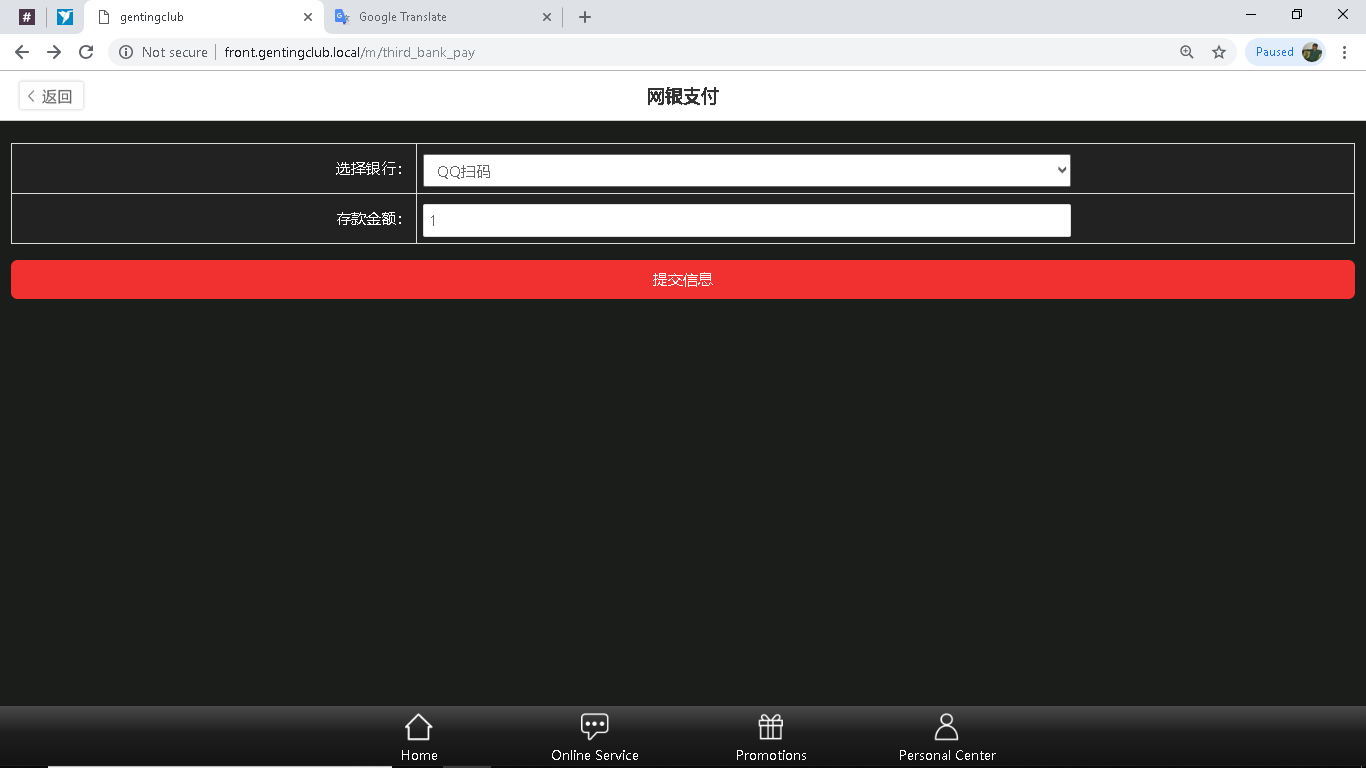 gentingclub
Google Translate
Not secure
front.gentingclub.local/m/third_bank_pay
Paused
返回
网银支付
选择银行：
QQ扫码
存款金额：
1
提交信息
Home
Online Service
Promotions
Personal Center